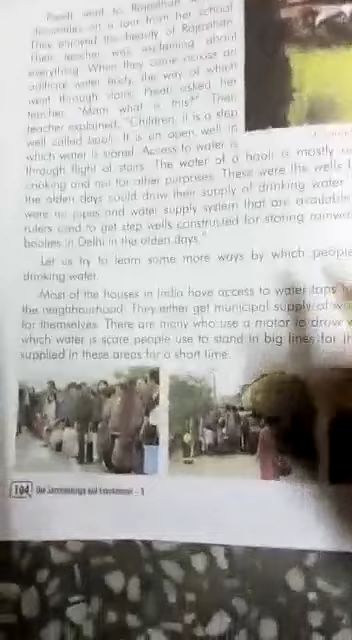 Preeti went to Rajasthan
on a tour from her school
They enjoyed the beauty of Rajasthan
Their teacher was explaining about
everything. When they came across an
water body, the way of which
went through stairs, Preeti asked her
teacher, "Mam what is this?" Then
teacher explained, "Children, it is a step
well called baoli. It is an open well in
which water is stored. Access to water is
through flight of stairs. The water of a baoli is mostly
cooking and not for other purposes. These were the wells
the olden days could draw their supply of drinking water
were no pipes and water supply system that are available
rulers used to get step wells constructed for storing rainwa
baolies in Delhi in the olden days."
Let us try to learn some more ways by which people
drinking water.
Most of the houses in India have access to water taps
the neighbourhood. They either get municipal supply of wa
for themselves. There are many who use a motor to draw
which water is scare people use to stand in big lines for
supplied in these areas for a short time.
104 Our Surroundings and Environment - 3